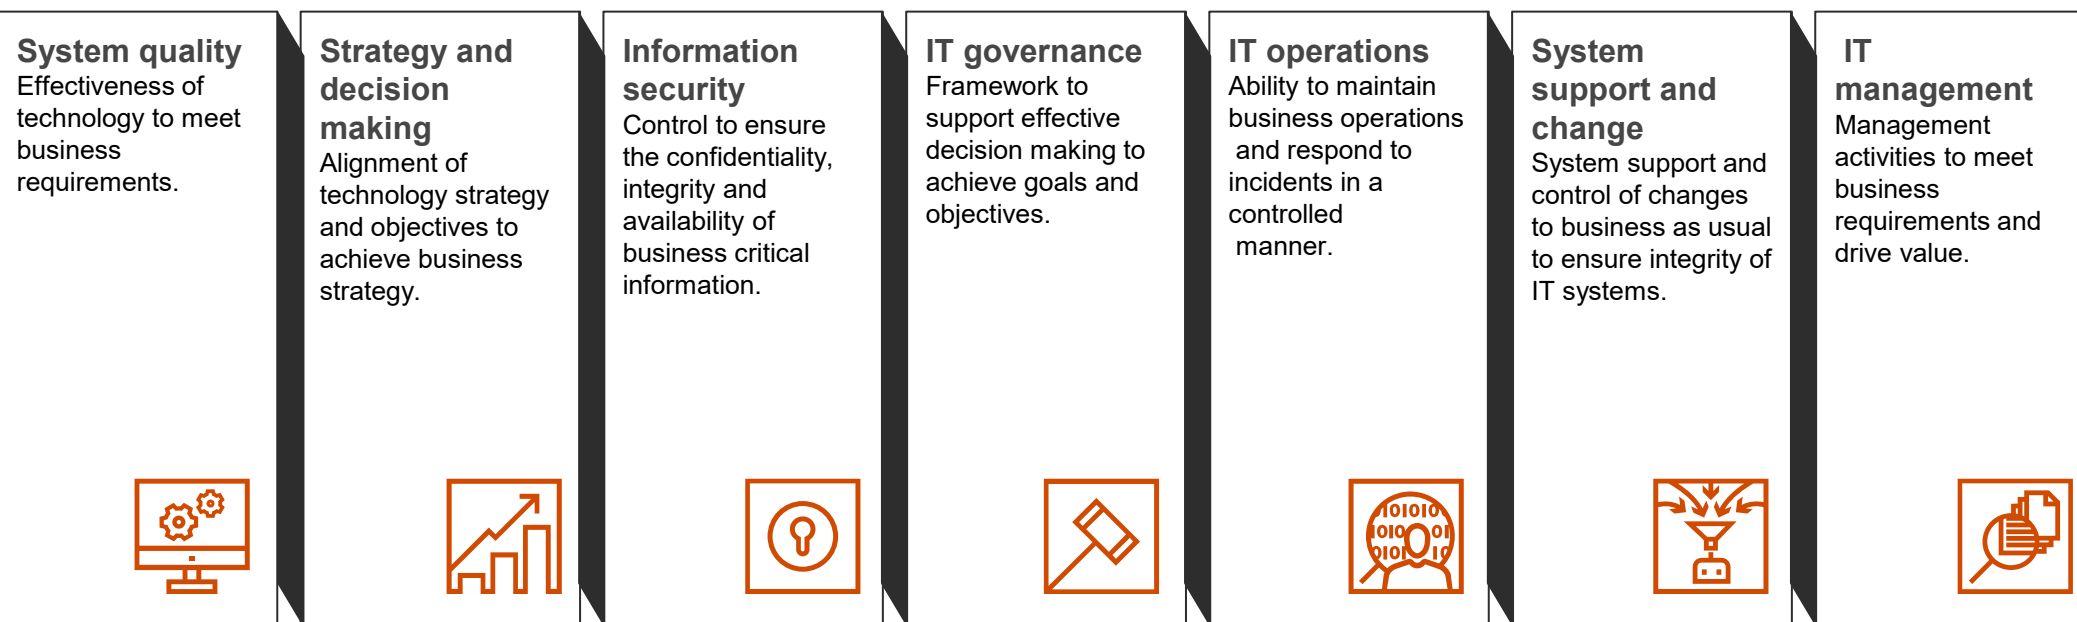 System quality
Effectiveness of
technology to meet
business
requirements.
Strategy and
decision
making
Alignment of
technology strategy
and objectives to
achieve business
strategy.
Information
security
Control to ensure
the confidentiality,
integrity and
availability of
business critical
information.
IT governance
Framework to
support effective
decision making to
achieve goals and
objectives.
IT operations
Ability to maintain
business operations
and respond to
incidents in a
controlled
manner.
System
support and
change
System support and
control of changes
to business as usual
to ensure integrity of
IT systems.
IT
management
Management
activities to meet
business
requirements and
drive value.